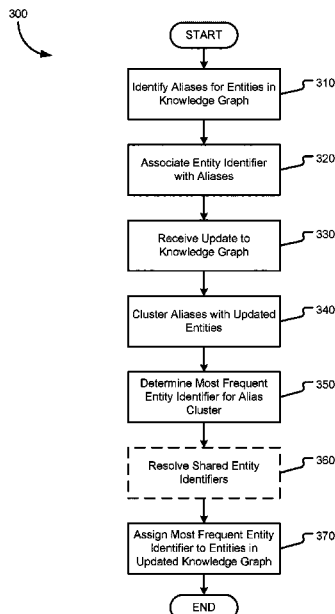 300
START
Identify Aliases for Entities in
Knowledge Graph
310
Associate Entity Identifier
with Aliases
320
Receive Update to
Knowledge Graph
330
Cluster Aliases with Updated
Entities
340
Determine Most Frequent
Entity Identifier for Alias
Cluster
350
Resolve Shared Entity
Identifiers
360
Assign Most Frequent Entity
Identifier to Entities in
Updated Knowledge Graph
370
END